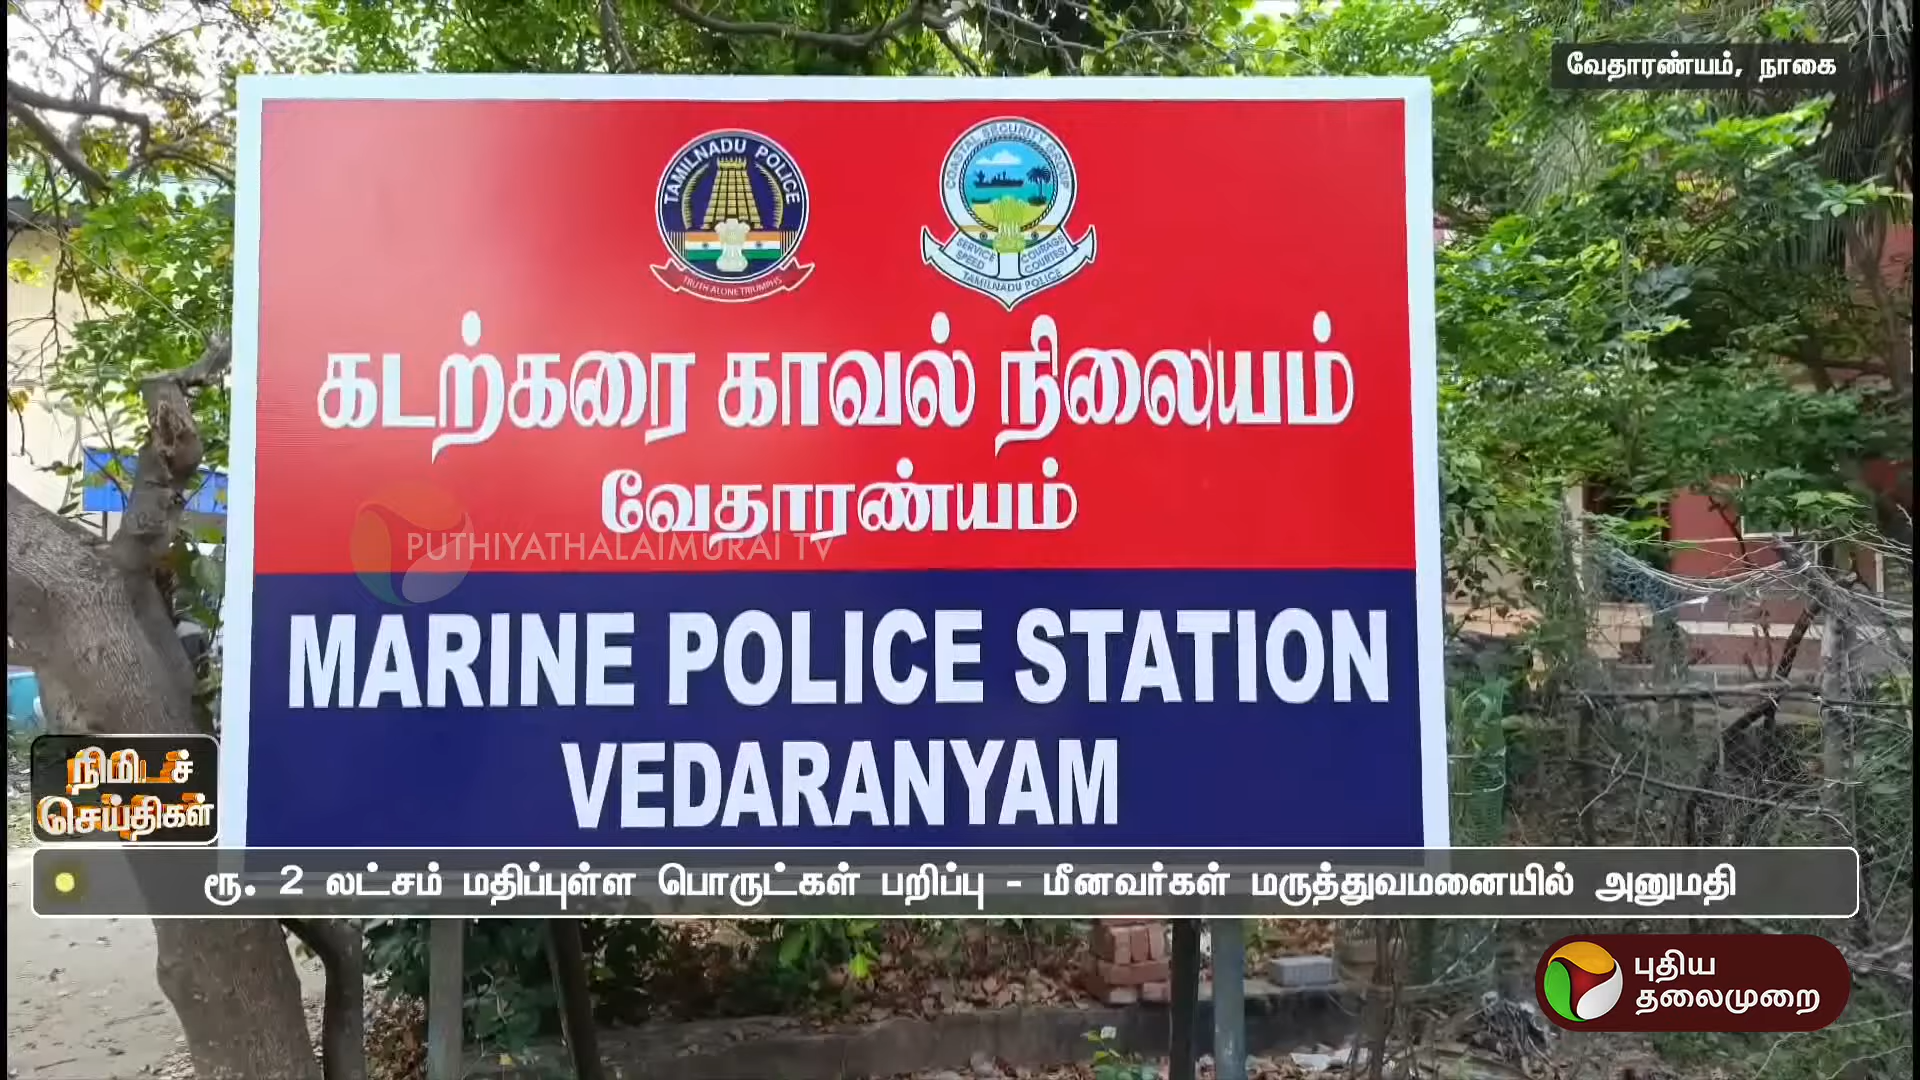 வேதாரண்யம், நாகை
TAMILNADU POLICE
TRUTH ALONE TRIUMPHS
COASTAL SECURITY GROUP
SERVICE COURAGE
SPEED COURTESY
TAMILNADU POLICE
கடற்கரை காவல் நிலையம்
வேதாரண்யம்
PUTHIYATHALAIMURAI TV
MARINE POLICE STATION
VEDARANYAM
நிமிடச்
செய்திகள்
ரூ. 2 லட்சம் மதிப்புள்ள பொருட்கள் பறிப்பு - மீனவர்கள் மருத்துவமனையில் அனுமதி
புதிய
தலைமுறை